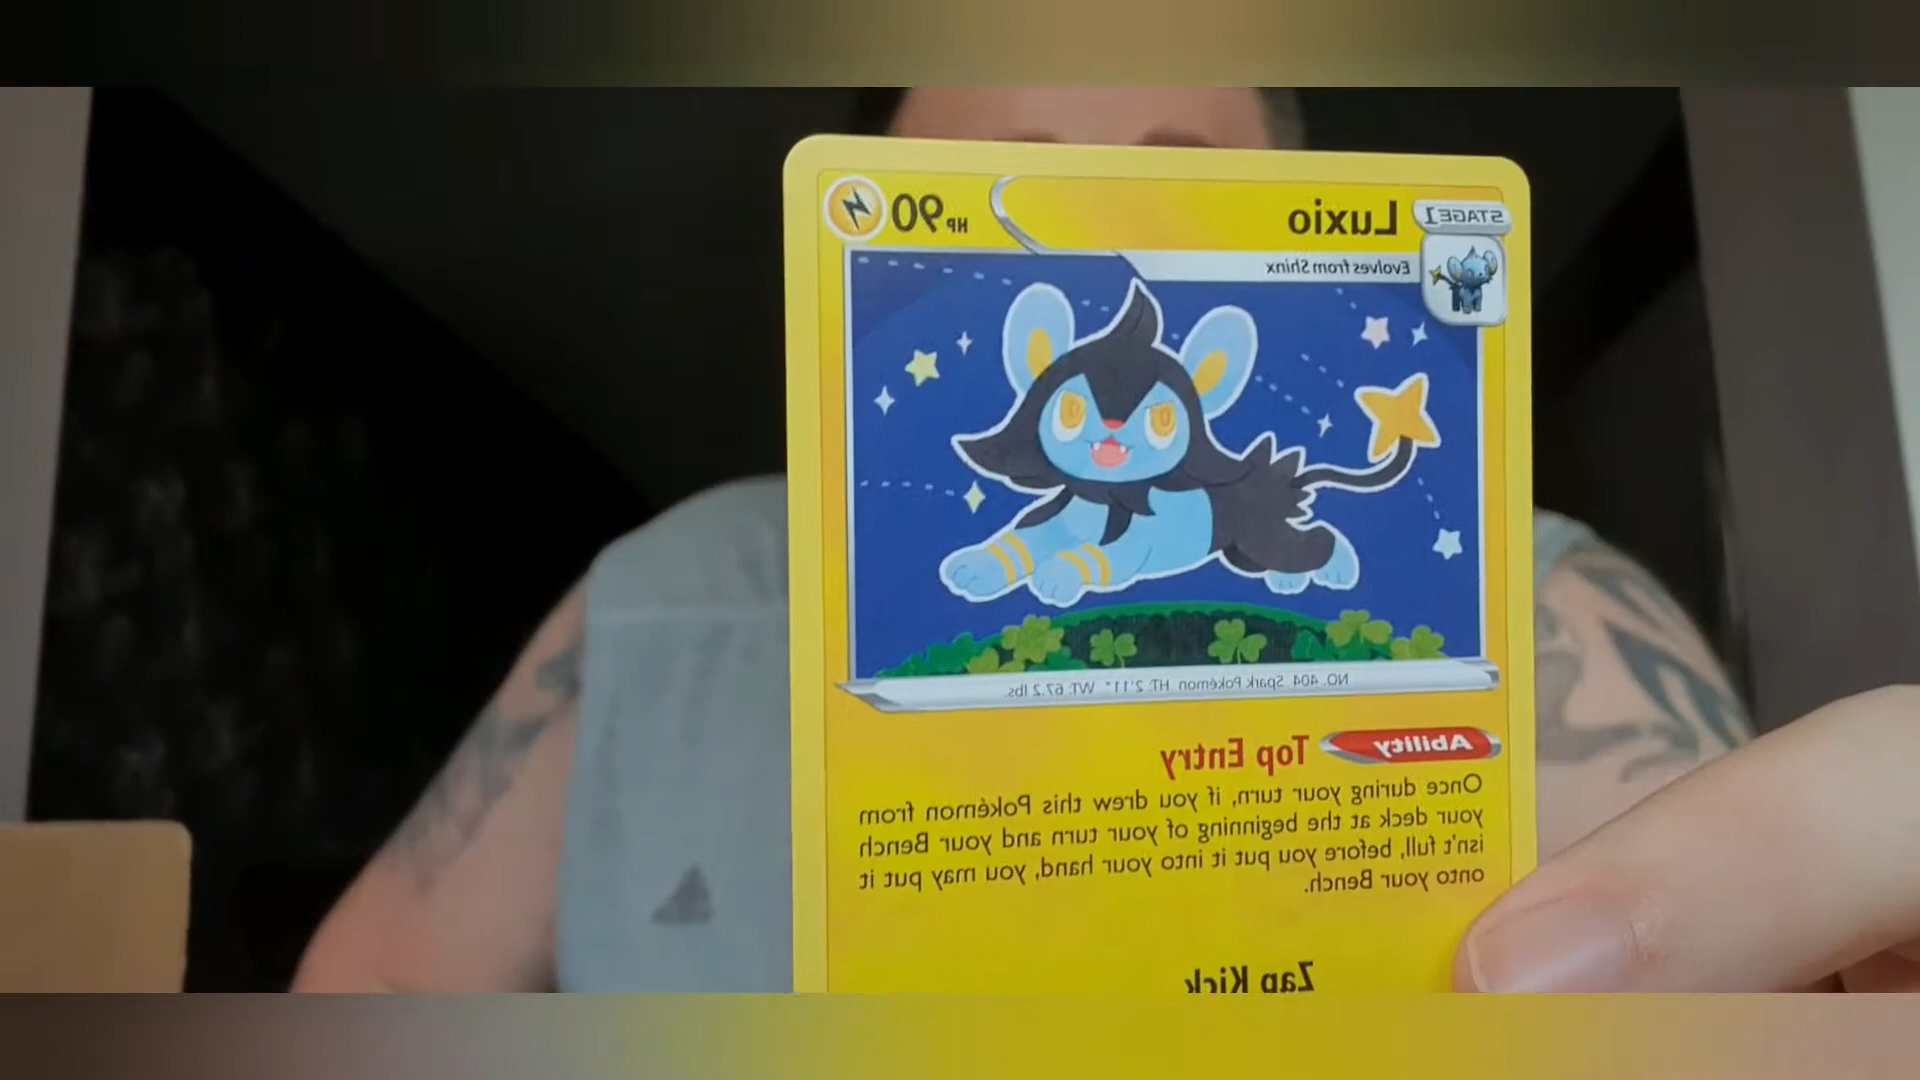 STAGE1
Luxio
HP 90
Evolves from Shinx
NO. 404 Spark Pokémon HT: 2'11" WT: 67.2 lbs.
Ability Top Entry
Once during your turn, if you drew this Pokémon from
your deck at the beginning of your turn and your Bench
isn't full, before you put it into your hand, you may put it
onto your Bench.
Zap Kick